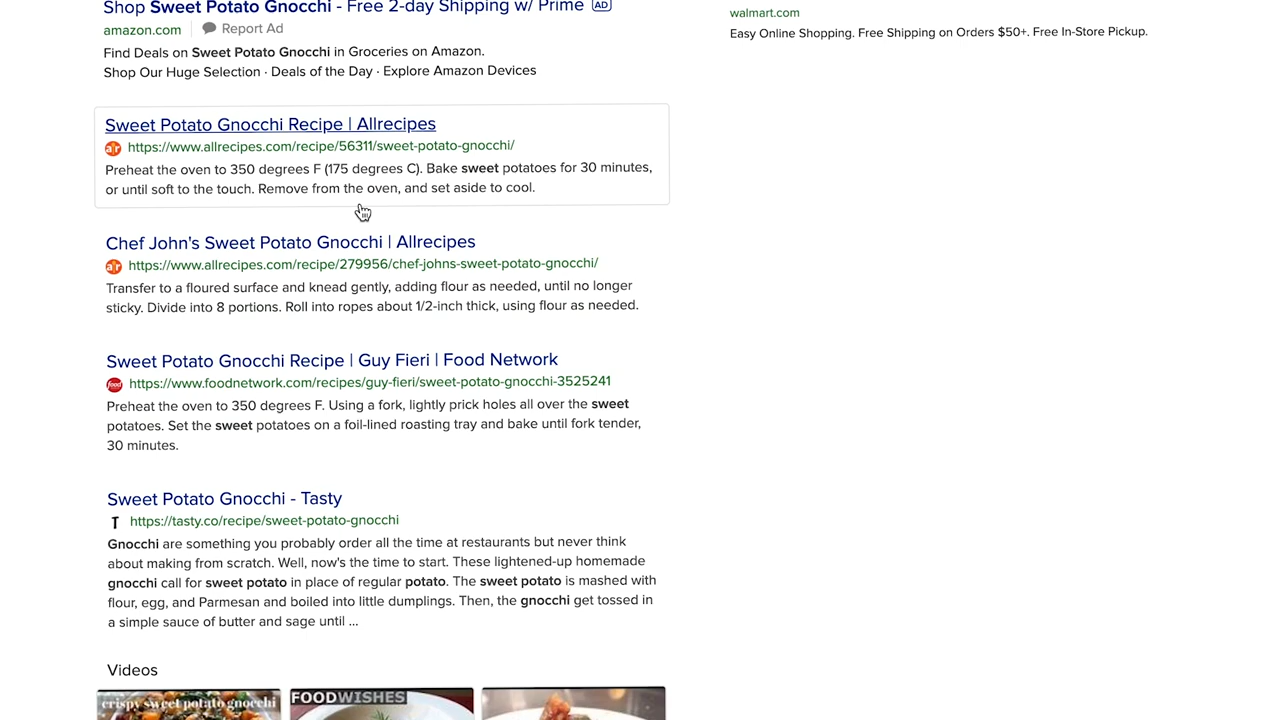 Shop Sweet Potato Gnocchi - Free 2-day Shipping w/ Prime AD
amazon.com Report Ad
Find Deals on Sweet Potato Gnocchi in Groceries on Amazon.
Shop Our Huge Selection · Deals of the Day · Explore Amazon Devices
walmart.com
Easy Online Shopping. Free Shipping on Orders $50+. Free In-Store Pickup.
Sweet Potato Gnocchi Recipe | Allrecipes
ar https://www.allrecipes.com/recipe/56311/sweet-potato-gnocchi/
Preheat the oven to 350 degrees F (175 degrees C). Bake sweet potatoes for 30 minutes,
or until soft to the touch. Remove from the oven, and set aside to cool.
Chef John's Sweet Potato Gnocchi | Allrecipes
ar https://www.allrecipes.com/recipe/279956/chef-johns-sweet-potato-gnocchi/
Transfer to a floured surface and knead gently, adding flour as needed, until no longer
sticky. Divide into 8 portions. Roll into ropes about 1/2-inch thick, using flour as needed.
Sweet Potato Gnocchi Recipe | Guy Fieri | Food Network
food https://www.foodnetwork.com/recipes/guy-fieri/sweet-potato-gnocchi-3525241
Preheat the oven to 350 degrees F. Using a fork, lightly prick holes all over the sweet
potatoes. Set the sweet potatoes on a foil-lined roasting tray and bake until fork tender,
30 minutes.
Sweet Potato Gnocchi - Tasty
T https://tasty.co/recipe/sweet-potato-gnocchi
Gnocchi are something you probably order all the time at restaurants but never think
about making from scratch. Well, now's the time to start. These lightened-up homemade
gnocchi call for sweet potato in place of regular potato. The sweet potato is mashed with
flour, egg, and Parmesan and boiled into little dumplings. Then, the gnocchi get tossed in
a simple sauce of butter and sage until ...
Videos
crispy sweet potato gnocchi
FOODWISHES